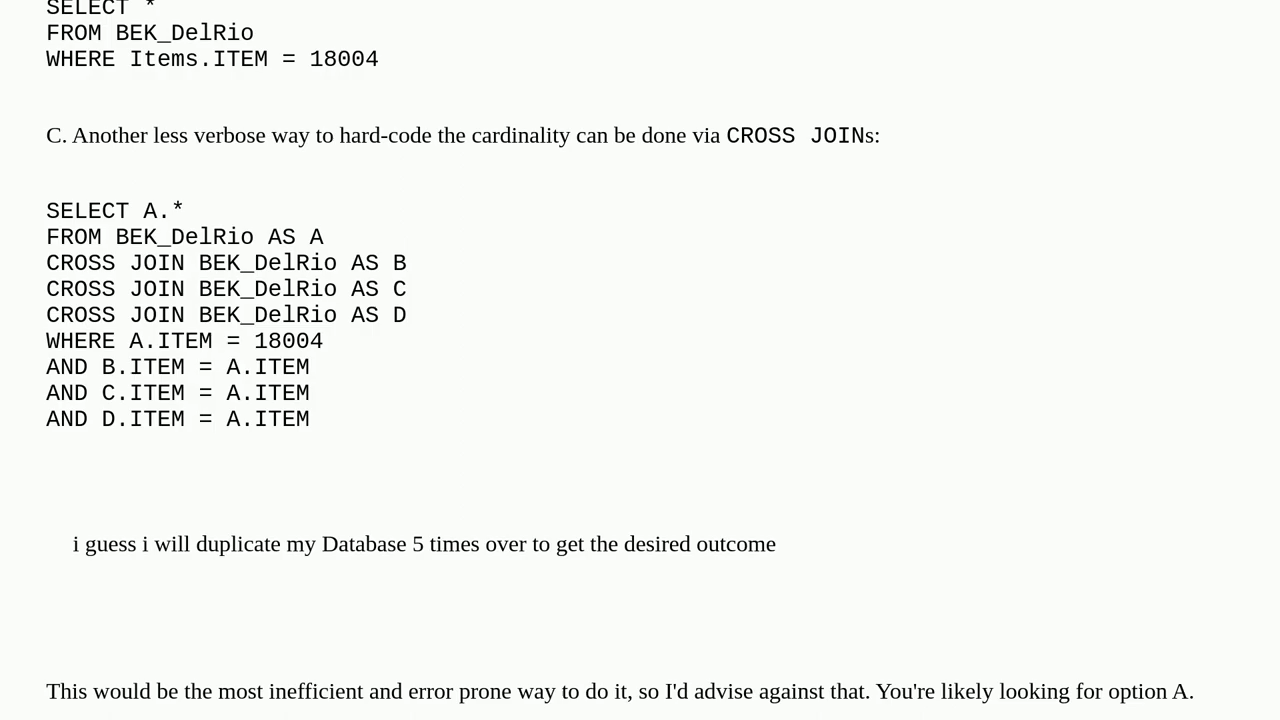 SELECT *
FROM BEK_DelRio
WHERE Items.ITEM = 18004
C. Another less verbose way to hard-code the cardinality can be done via CROSS JOINs:
SELECT A.*
FROM BEK_DelRio AS A
CROSS JOIN BEK_DelRio AS B
CROSS JOIN BEK_DelRio AS C
CROSS JOIN BEK_DelRio AS D
WHERE A.ITEM = 18004
AND B.ITEM = A.ITEM
AND C.ITEM = A.ITEM
AND D.ITEM = A.ITEM
i guess i will duplicate my Database 5 times over to get the desired outcome
This would be the most inefficient and error prone way to do it, so I'd advise against that. You're likely looking for option A.